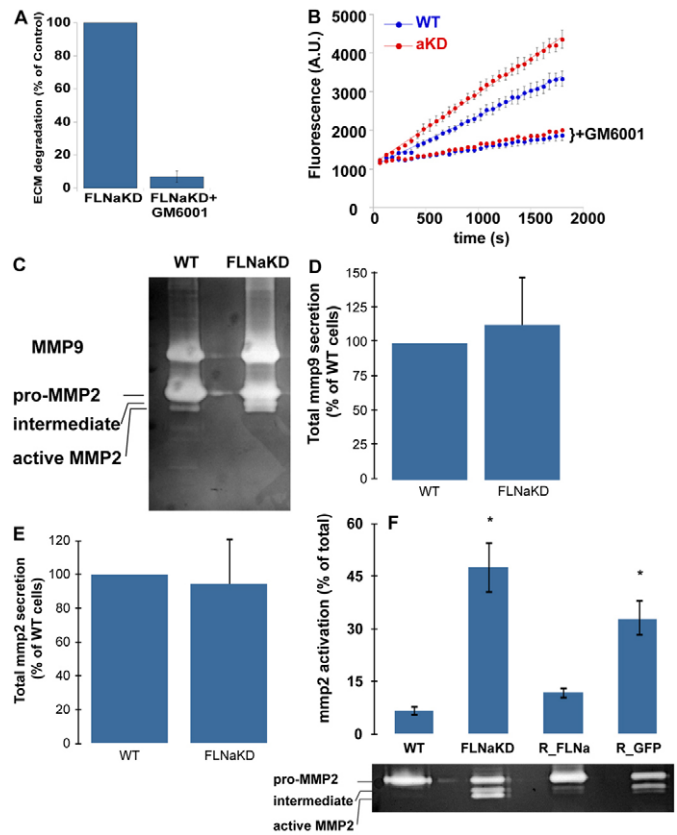 A
ECM degradation (% of Control)
100
80
60
40
20
0
FLNaKD
FLNaKD+
GM6001
B
WT
aKD
Fluorescence (A.U.)
5000
4000
3000
2000
1000
0
}+GM6001
0
500
1000
1500
2000
time (s)
C
WT
FLNaKD
MMP9
pro-MMP2
intermediate
active MMP2
D
Total mmp9 secretion
(% of WT cells)
150
125
100
75
50
25
0
WT
FLNaKD
E
Total mmp2 secretion
(% of WT cells)
120
100
80
60
40
20
0
WT
FLNaKD
F
mmp2 activation (% of total)
60
45
30
15
0
*
*
WT
FLNaKD
R_FLNa
R_GFP
pro-MMP2
intermediate
active MMP2